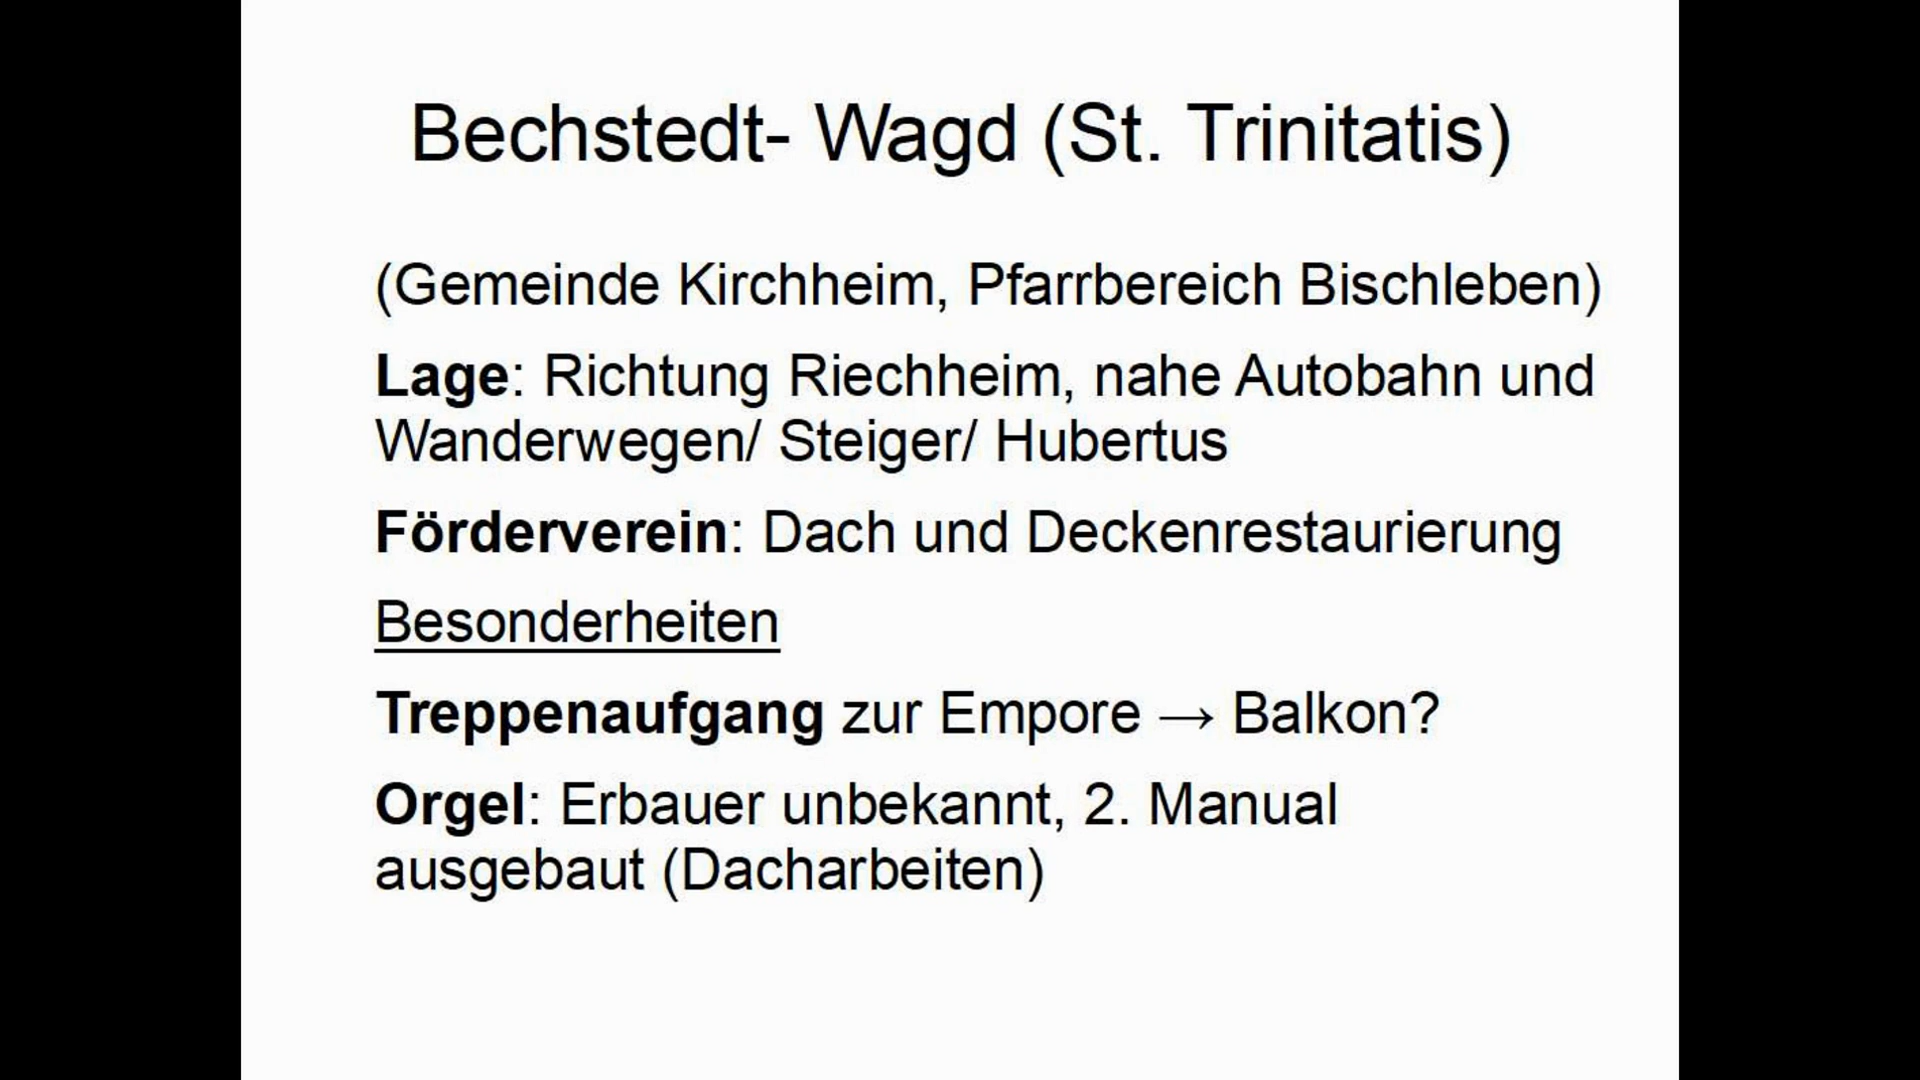 Bechstedt- Wagd (St. Trinitatis)
(Gemeinde Kirchheim, Pfarrbereich Bischleben)
Lage: Richtung Riechheim, nahe Autobahn und
Wanderwegen/ Steiger/ Hubertus
Förderverein: Dach und Deckenrestaurierung
Besonderheiten
Treppenaufgang zur Empore → Balkon?
Orgel: Erbauer unbekannt, 2. Manual
ausgebaut (Dacharbeiten)